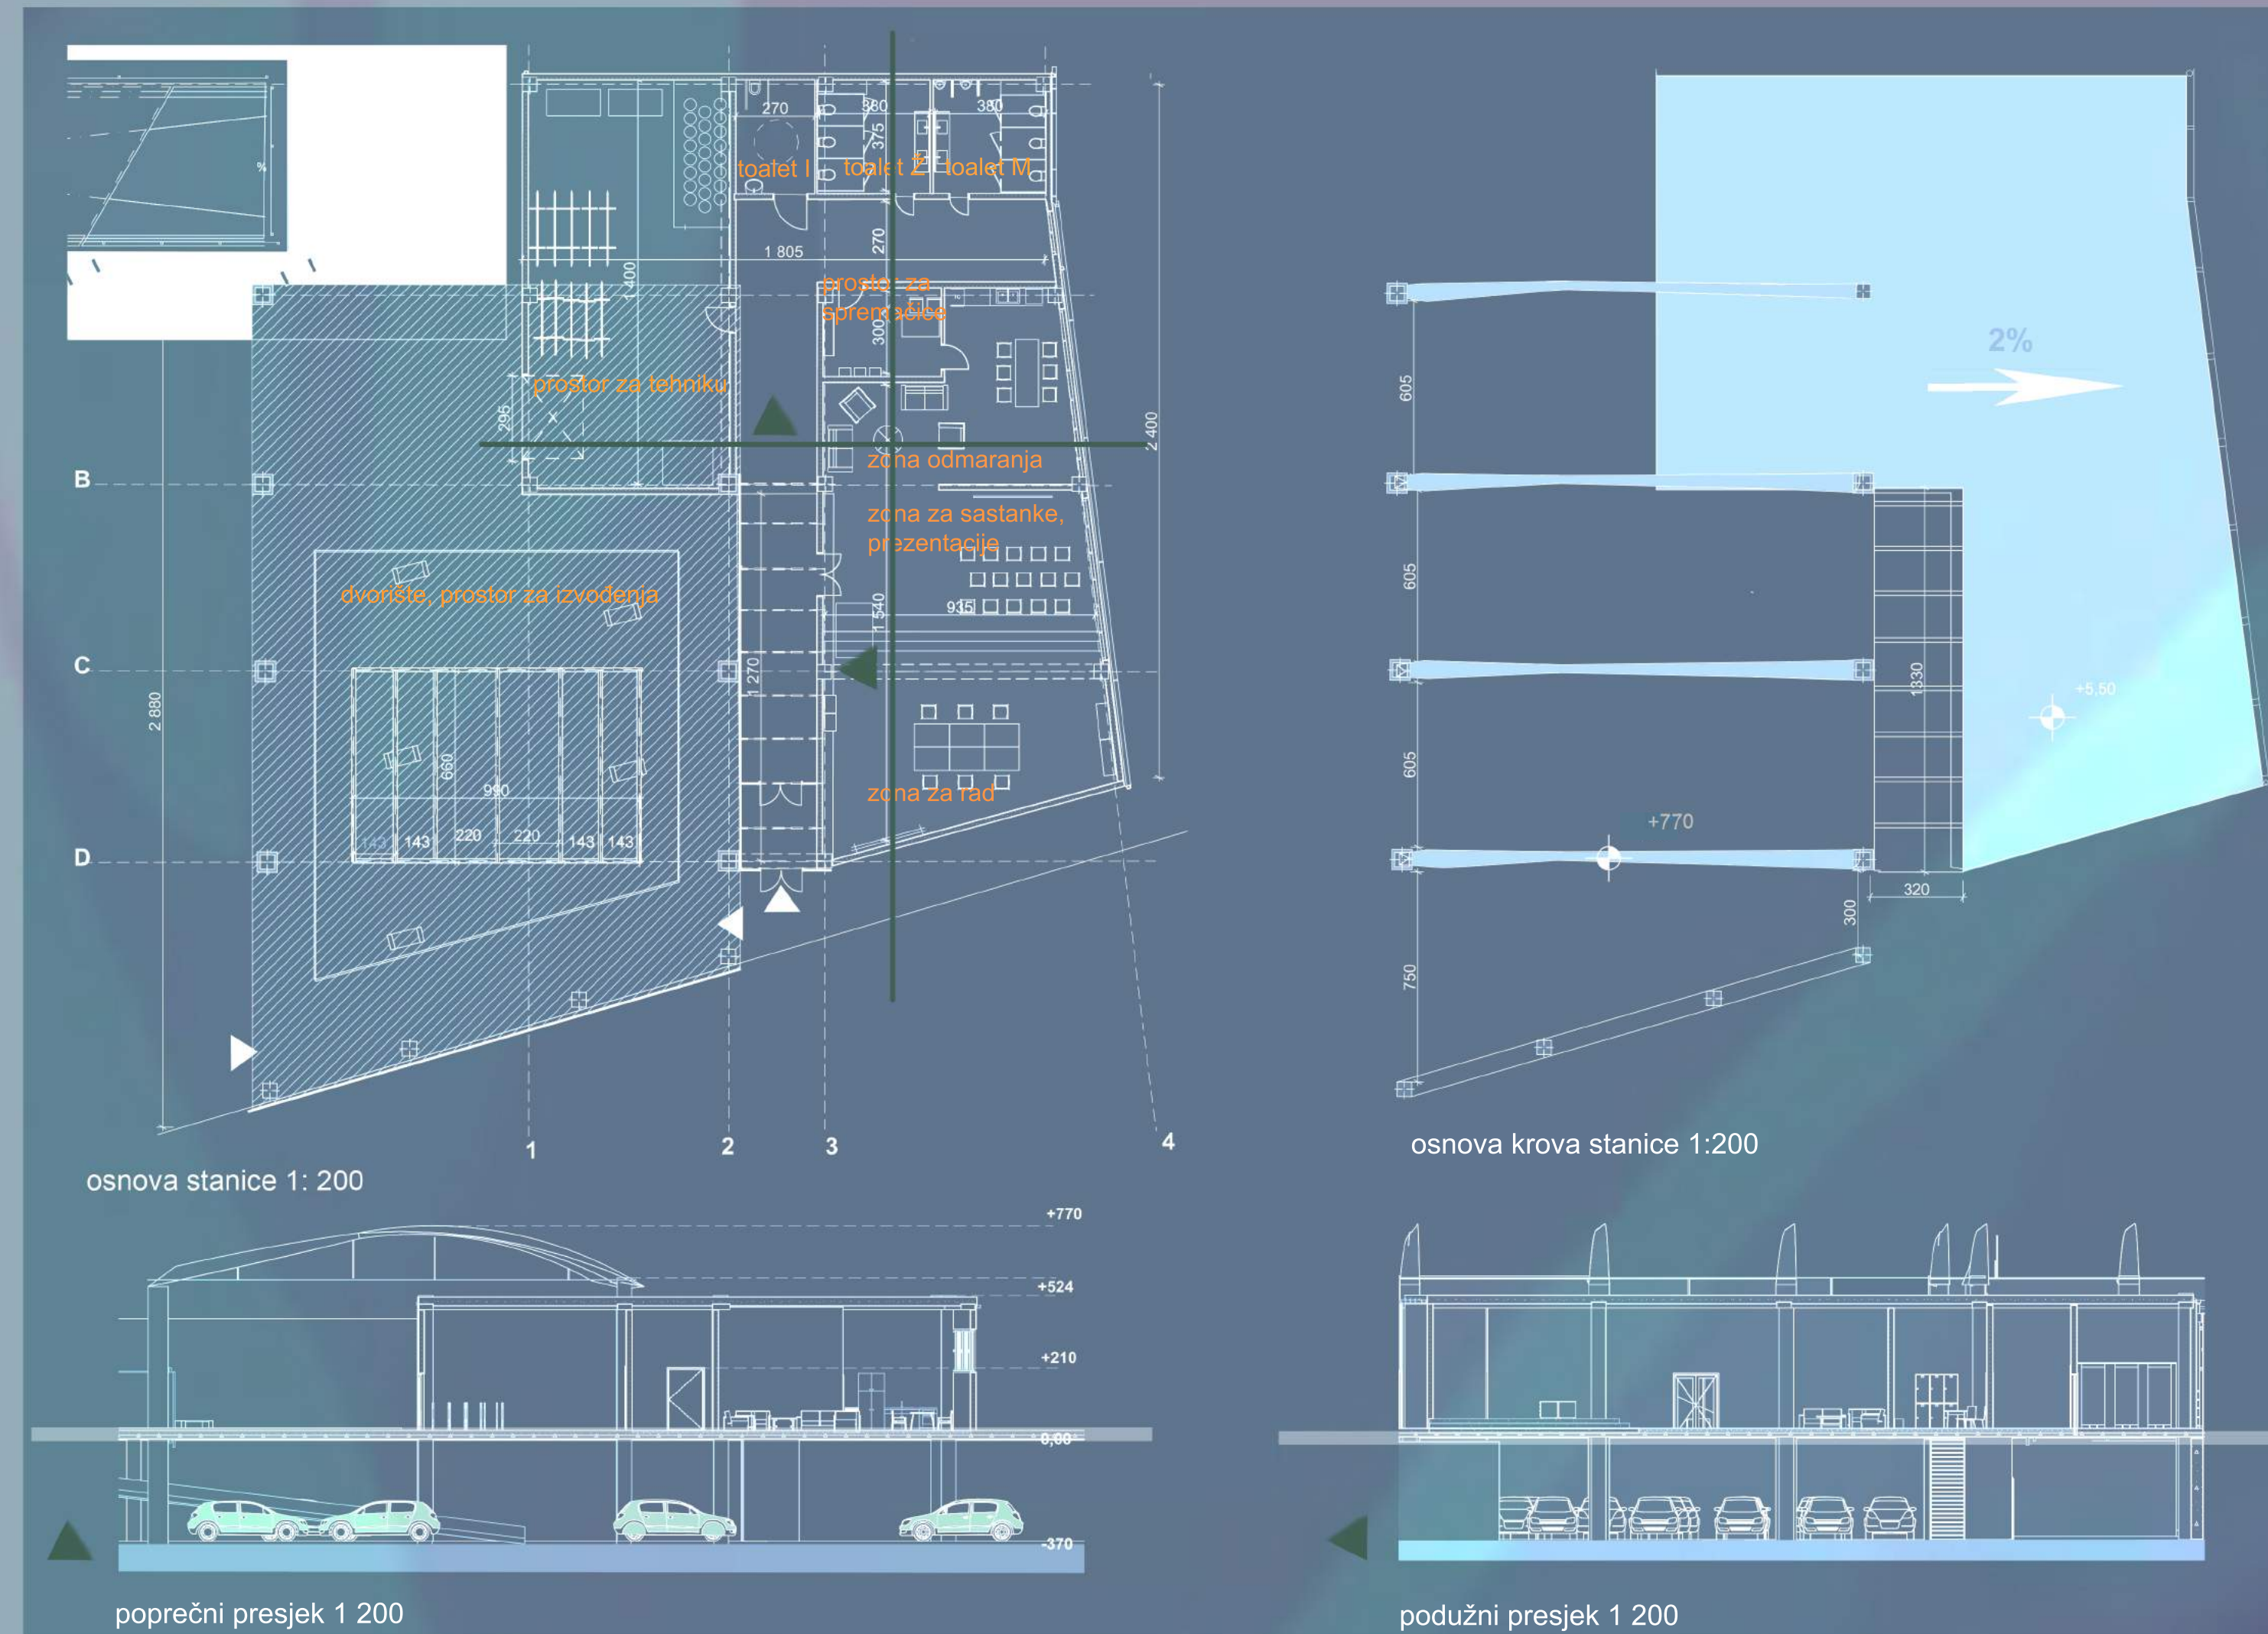 %
270
380
380
375
toalet I
toalet Ž
toalet M
270
1 805
1 400
prostor za
spremačice
300
prostor za tehniku
295
2 400
zona odmaranja
B
zona za sastanke,
prezentacije
dvorište, prostor za izvođenja
1 540
935
C
1 270
2 880
660
990
zona za rad
143
143
220
220
143
143
D
1
2
3
4
osnova stanice 1: 200
2%
605
605
1330
+5,50
605
+770
320
300
750
osnova krova stanice 1:200
+770
+524
+210
0,00
-370
poprečni presjek 1 200
podužni presjek 1 200